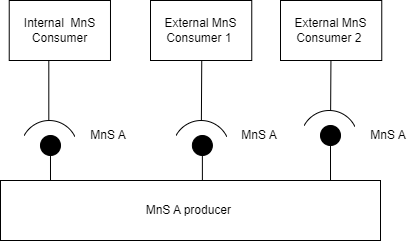 Internal MnS
Consumer
External MnS
Consumer 1
External MnS
Consumer 2
MnS A
MnS A
MnS A
MnS A producer